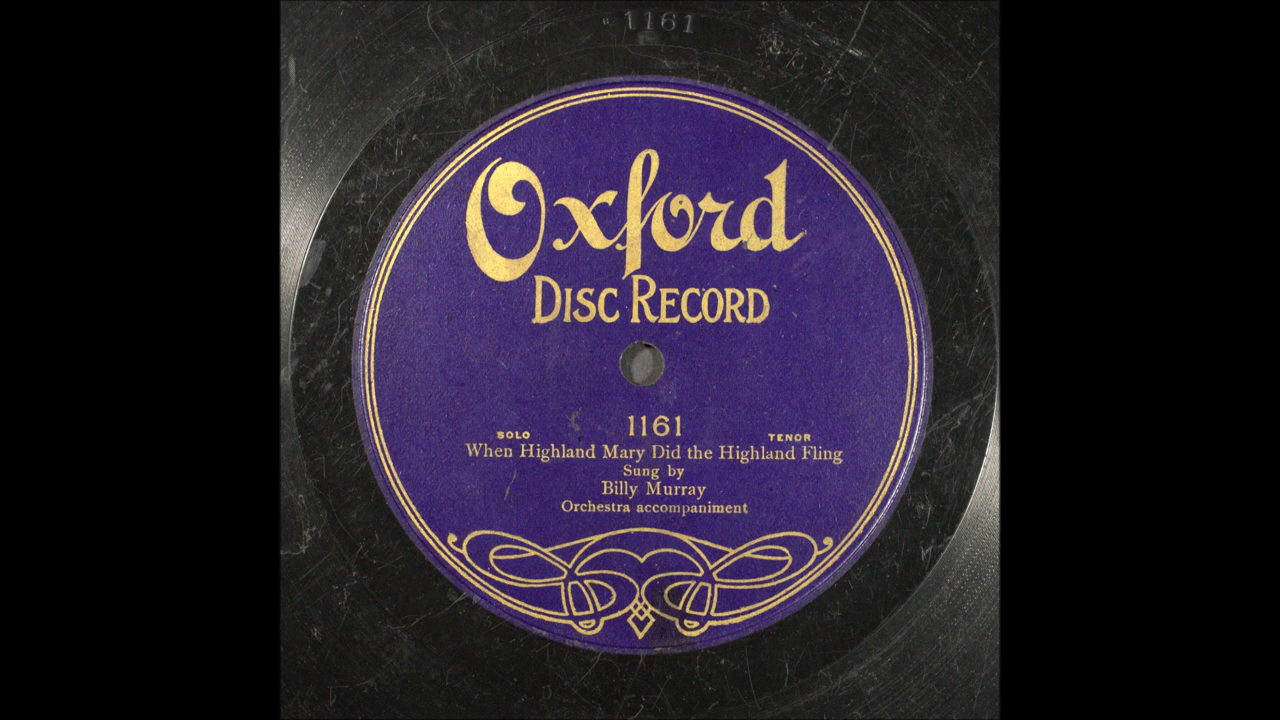 1161
Oxford
DISC RECORD
1161
SOLO TENOR
When Highland Mary Did the Highland Fling
Sung by
Billy Murray
Orchestra accompaniment